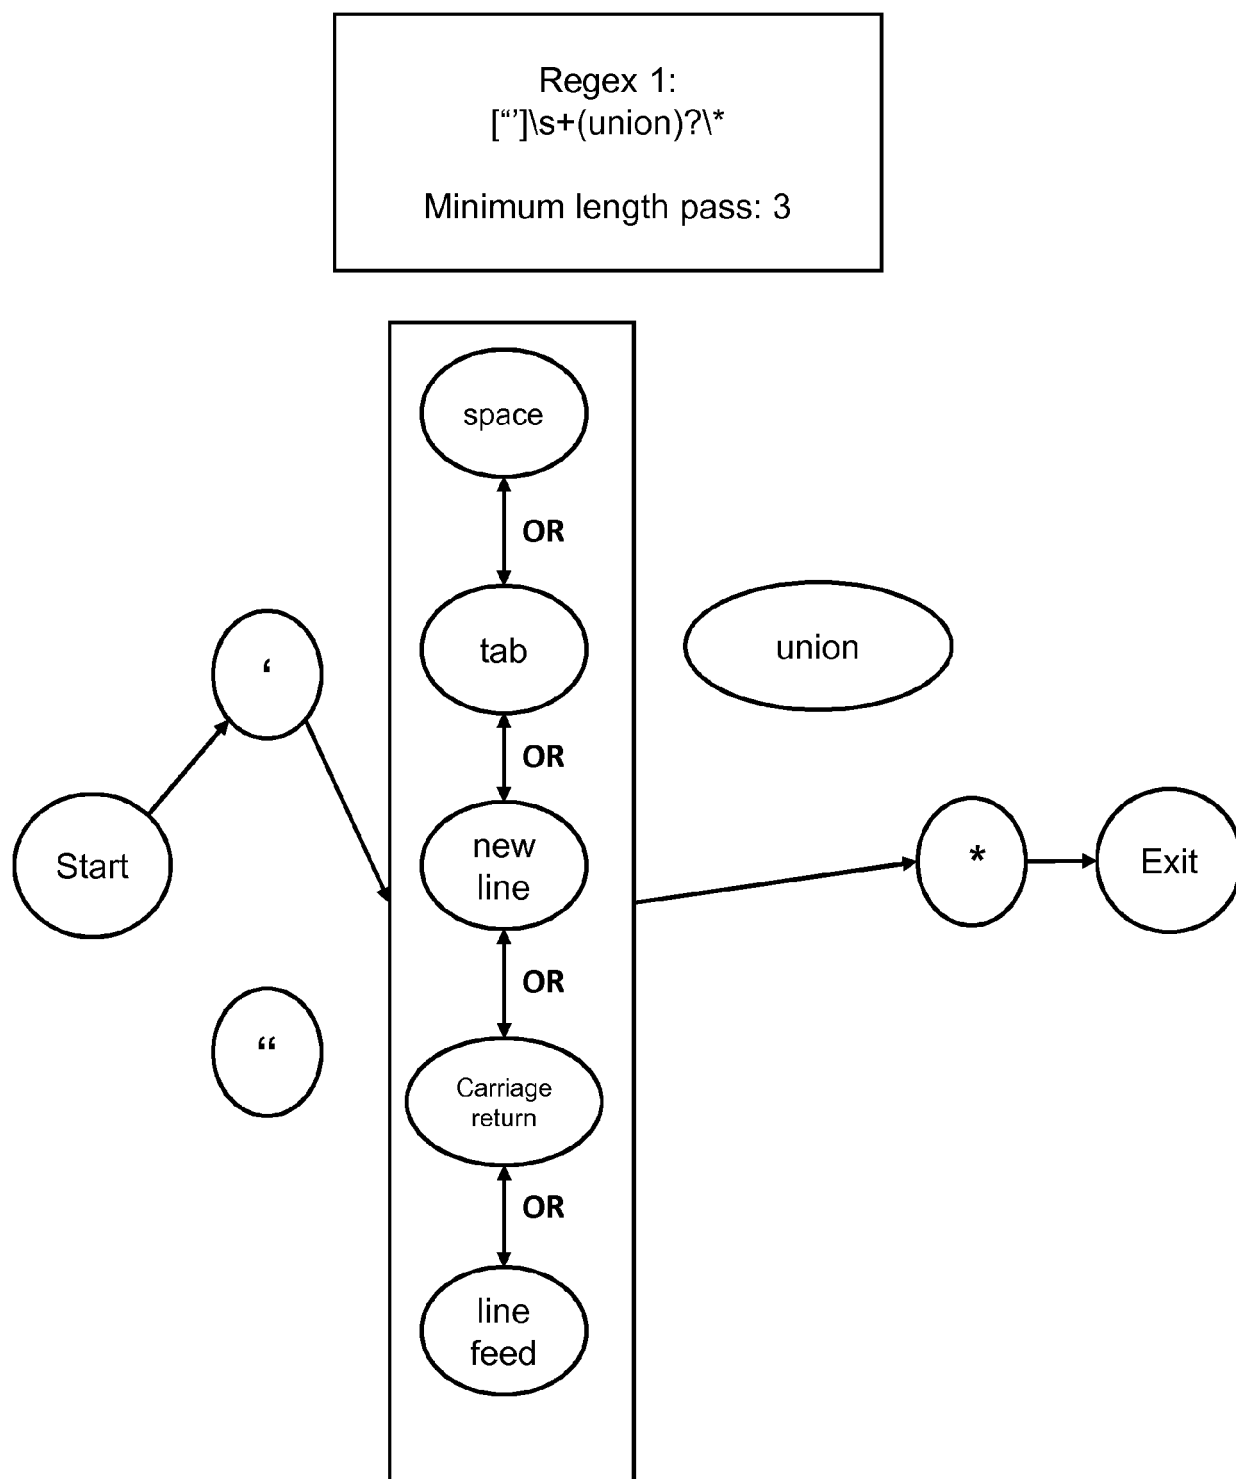 Regex 1:
[“’]\s+(union)?\*
Minimum length pass: 3
space
OR
tab
union
‘
OR
new
line
Start
*
Exit
OR
“
Carriage
return
OR
line
feed